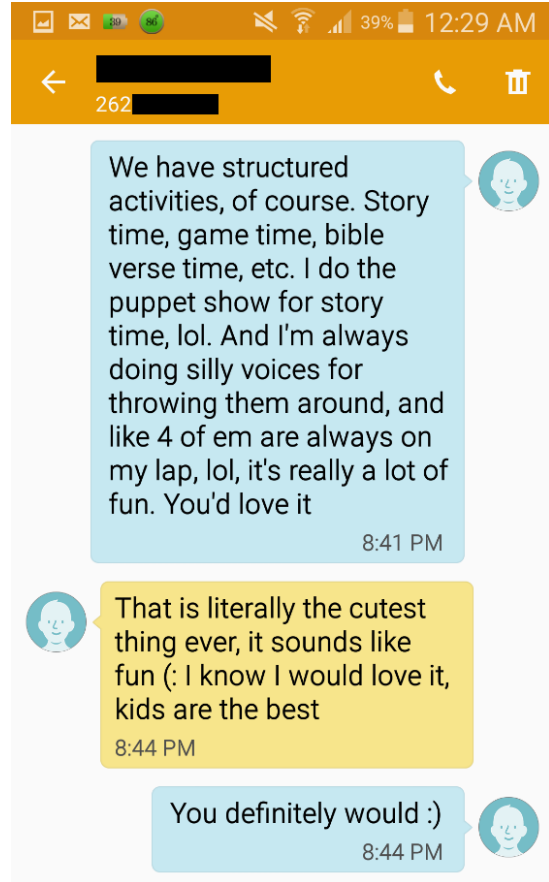 39 86 39% 12:29 AM
262
We have structured
activities, of course. Story
time, game time, bible
verse time, etc. I do the
puppet show for story
time, lol. And I'm always
doing silly voices for
throwing them around, and
like 4 of em are always on
my lap, lol, it's really a lot of
fun. You'd love it
8:41 PM
That is literally the cutest
thing ever, it sounds like
fun (: I know I would love it,
kids are the best
8:44 PM
You definitely would :)
8:44 PM